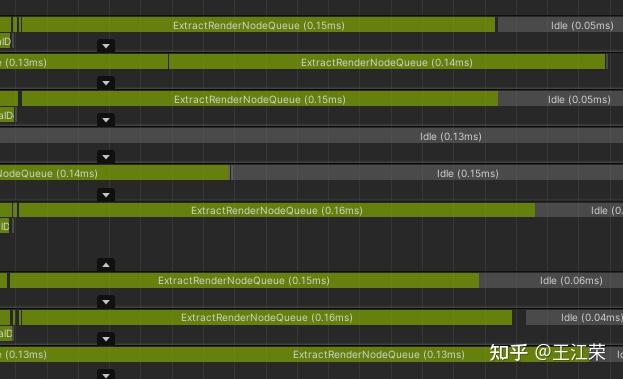 ExtractRenderNodeQueue (0.15ms) Idle (0.05ms)
alD
(0.13ms) ExtractRenderNodeQueue (0.14ms)
ExtractRenderNodeQueue (0.15ms) Idle (0.05ms)
alD
Idle (0.13ms)
NodeQueue (0.14ms) Idle (0.15ms)
ExtractRenderNodeQueue (0.16ms) Idle (0.
lD
ExtractRenderNodeQueue (0.15ms) Idle (0.06ms)
ExtractRenderNodeQueue (0.16ms) Idle (0.04ms)
alD
(0.13ms) ExtractRenderNodeQueue (0.13ms)
知乎 @王江荣